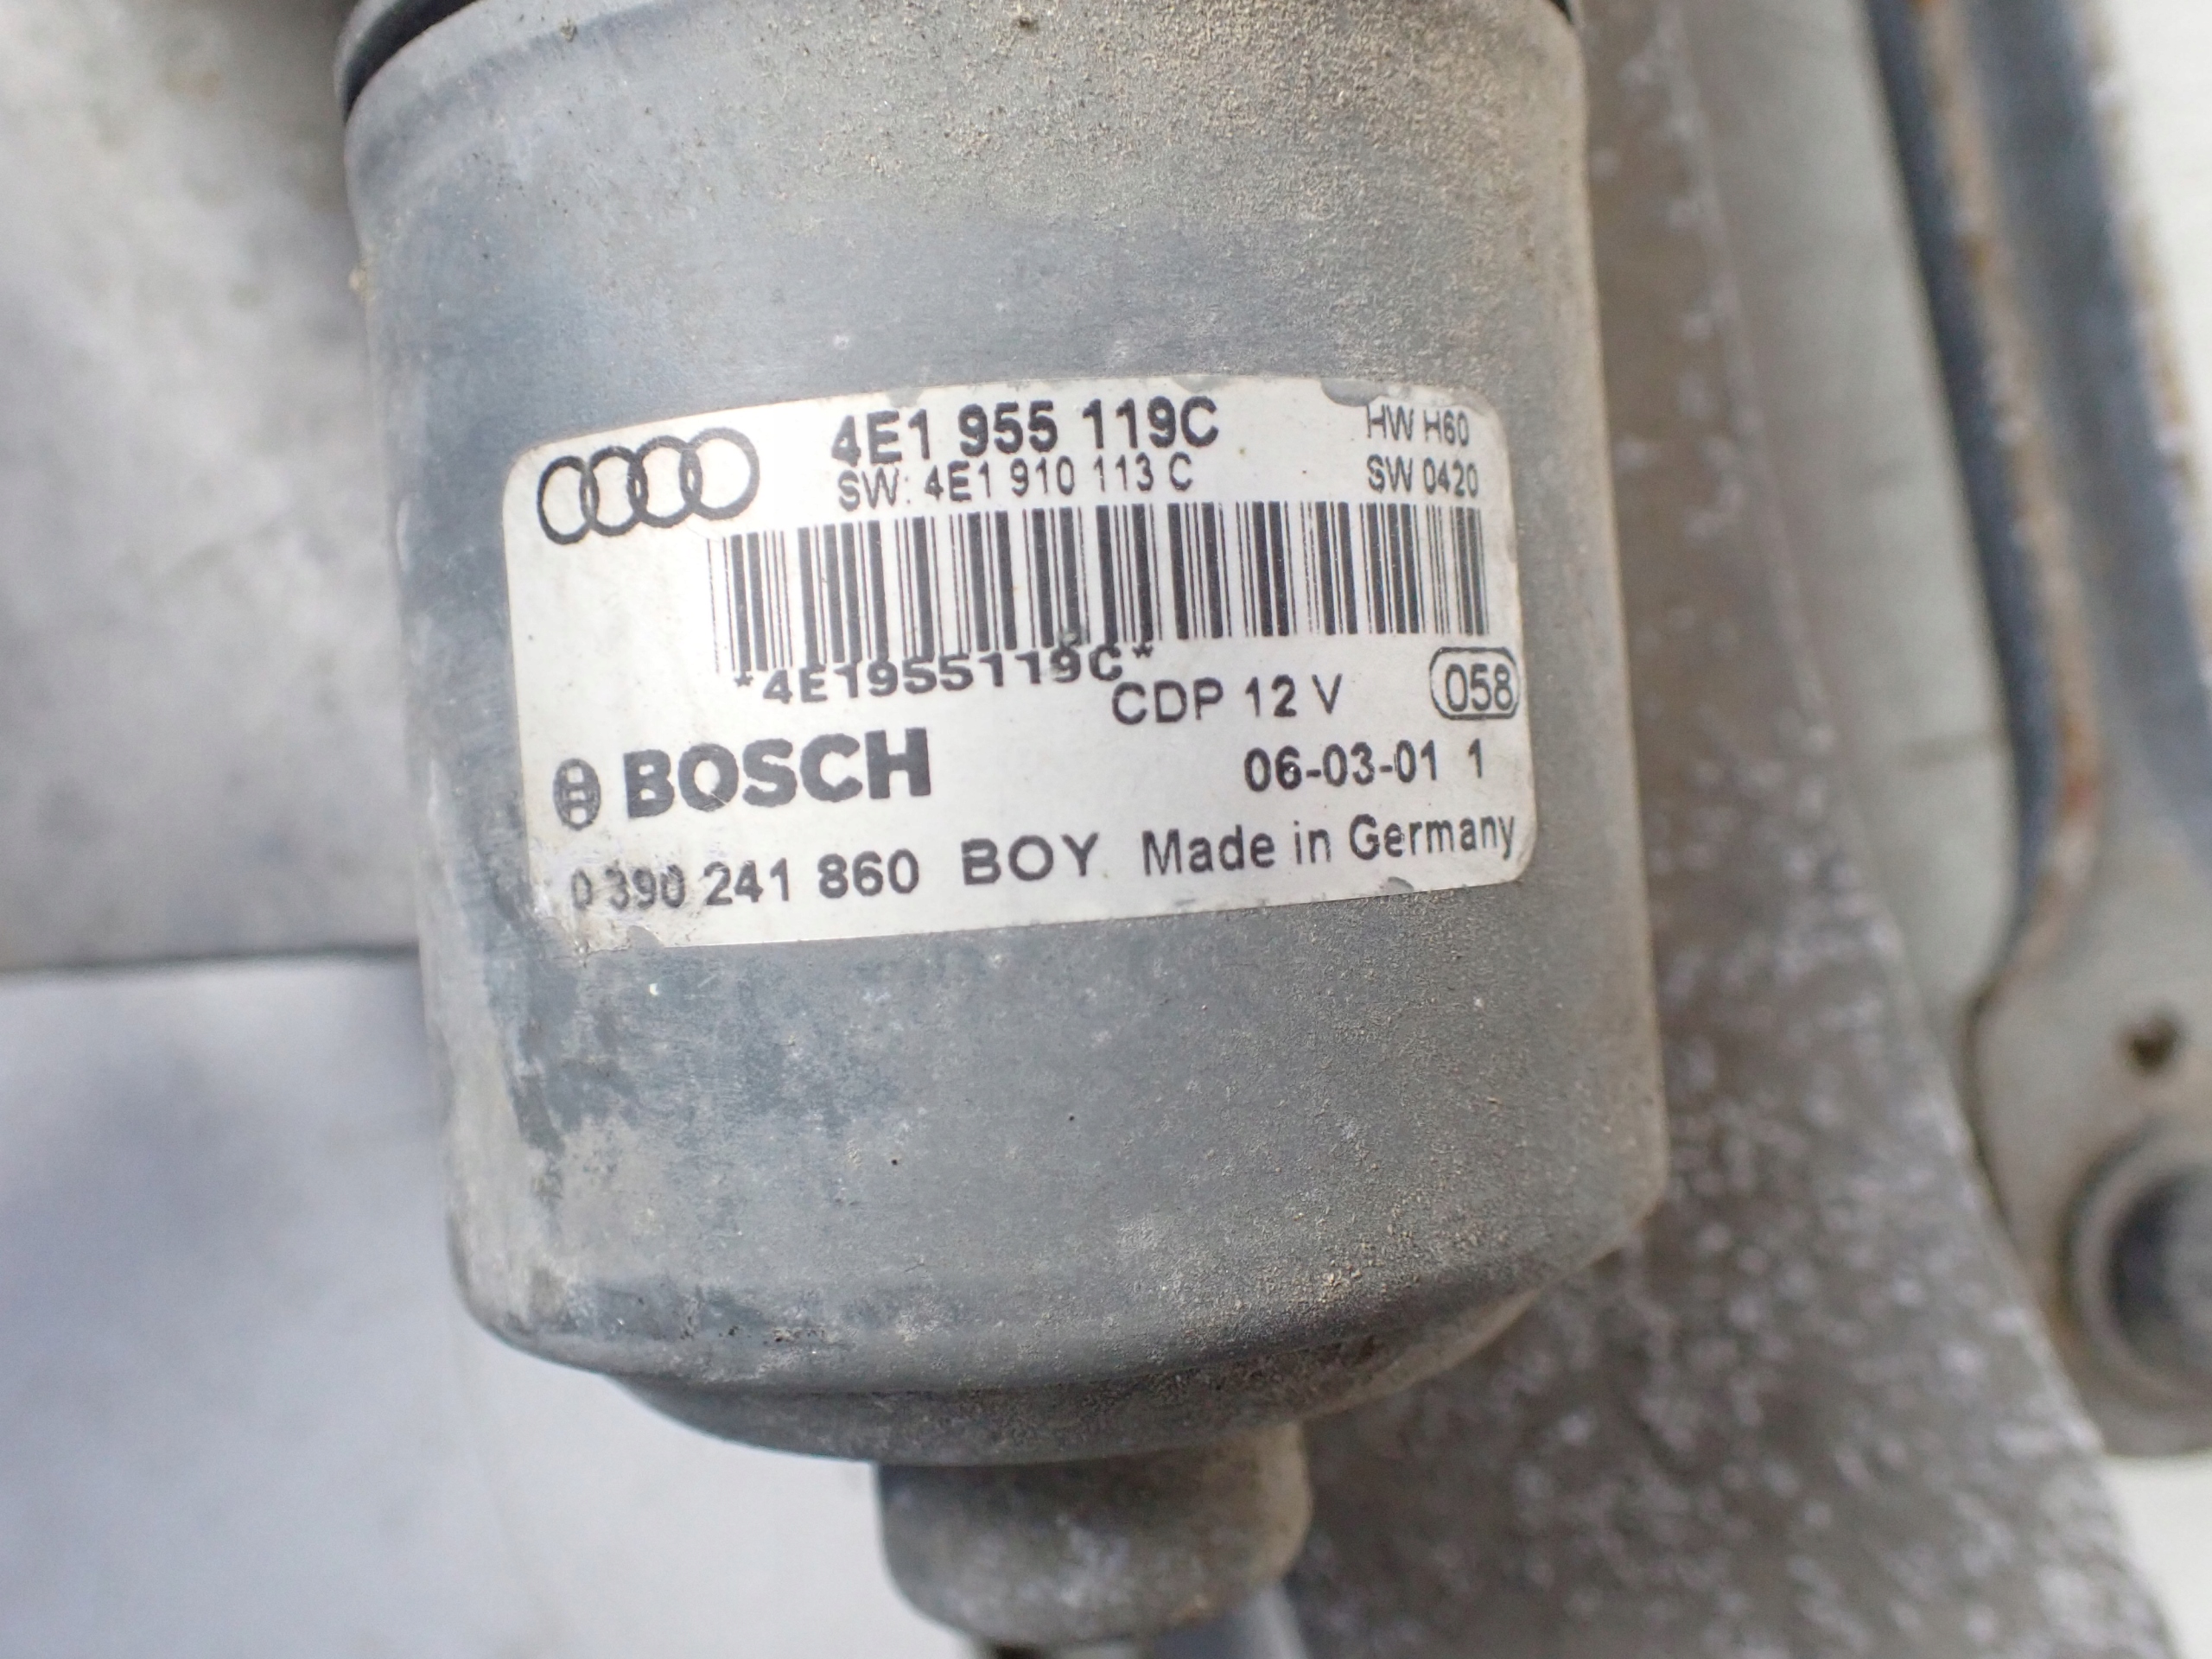 4E1 955 119C
HW H60
SW: 4E1 910 113 C
SW 0420
*4E1955119C*
CDP 12 V
058
BOSCH
06-03-01 1
0 390 241 860 BOY Made in Germany